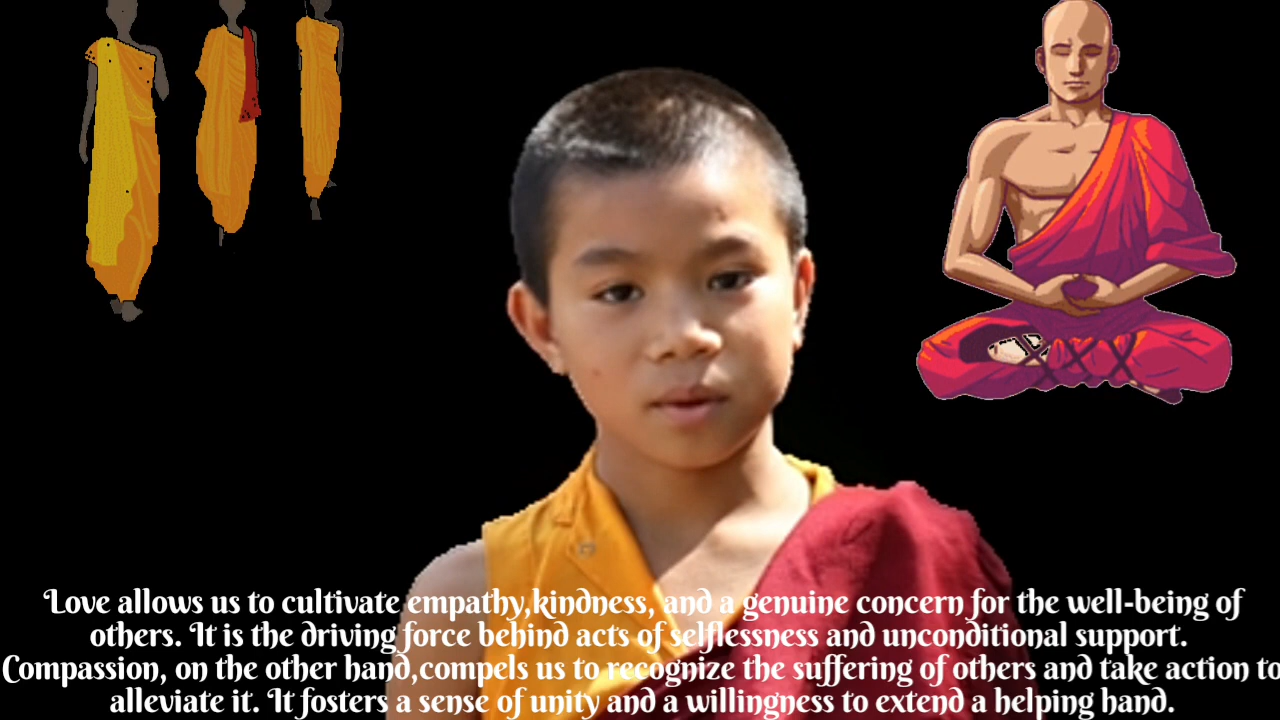 Love allows us to cultivate empathy,kindness, and a genuine concern for the well-being of
others. It is the driving force behind acts of selflessness and unconditional support.
Compassion, on the other hand,compels us to recognize the suffering of others and take action to
alleviate it. It fosters a sense of unity and a willingness to extend a helping hand.